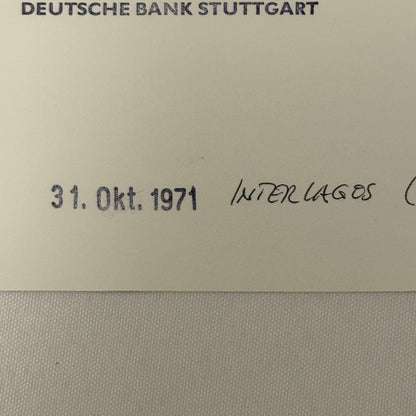 DEUTSCHE BANK STUTTGART
31. Okt. 1971 INTERLAGOS (